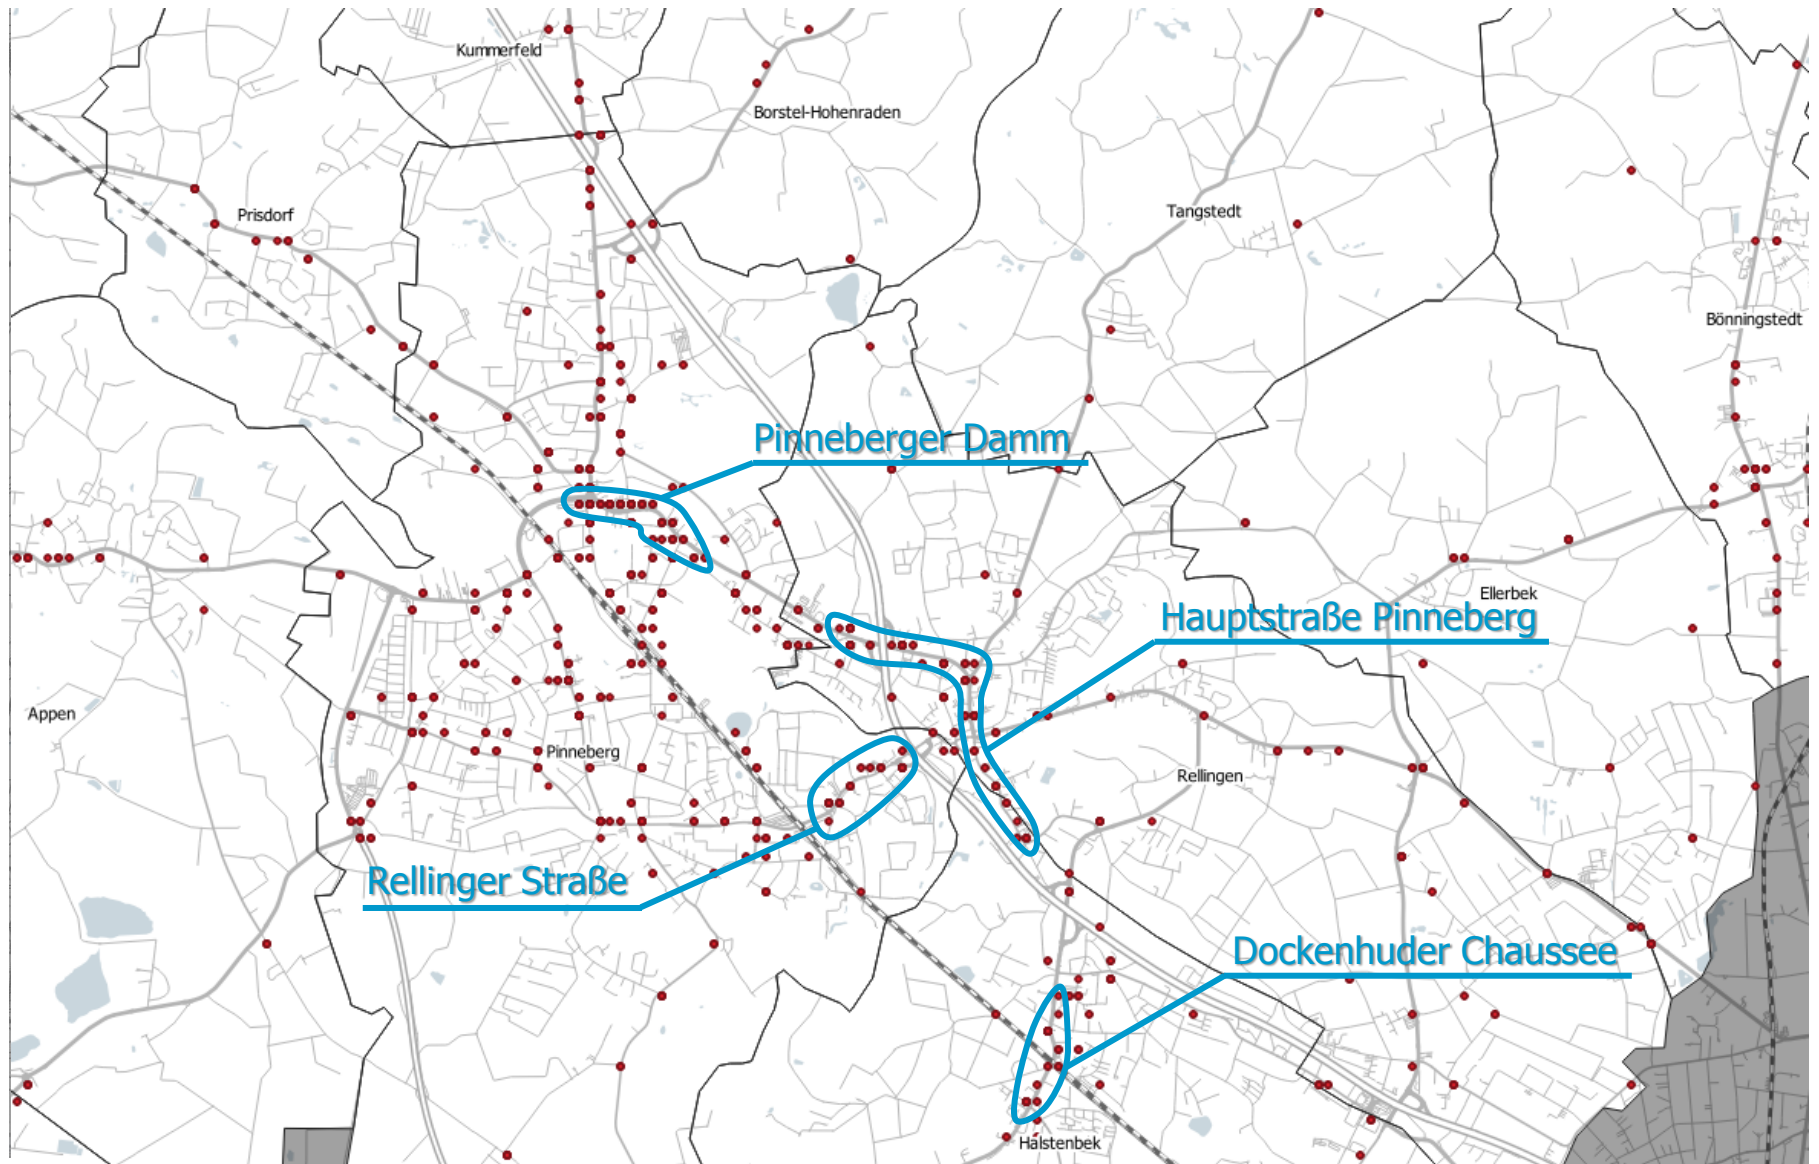 Kummerfeld
Borstel-Hohenraden
Prisdorf
Tangstedt
Bönningstedt
Pinneberger Damm
Ellerbek
Hauptstraße Pinneberg
Appen
Pinneberg
Rellingen
Rellinger Straße
Dockenhuder Chaussee
Halstenbek